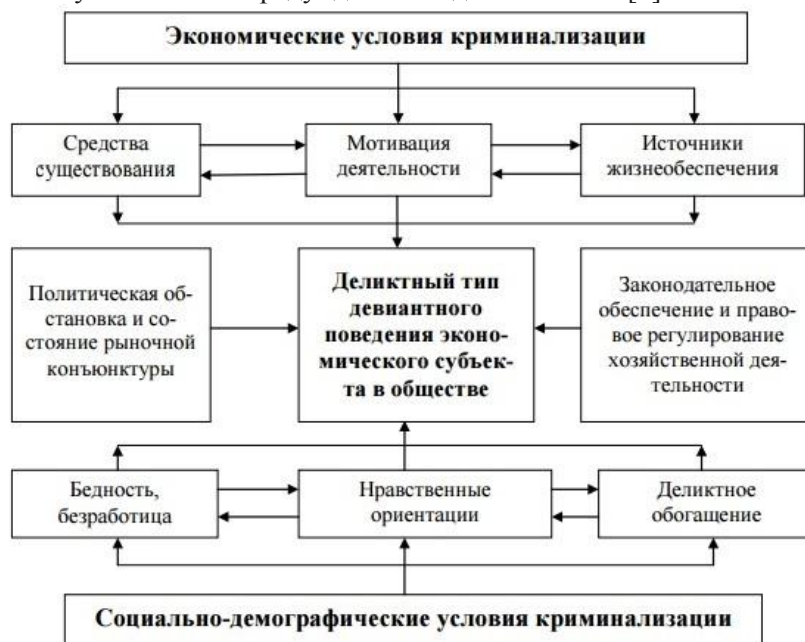 Экономические условия криминализации
Средства
существования
Мотивация
деятельности
Источники
жизнеобеспечения
Политическая об-
становка и со-
стояние рыночной
конъюнктуры
Деликтный тип
девиантного
поведения эконо-
мического субъек-
та в обществе
Законодательное
обеспечение и право-
вое регулирование
хозяйственной дея-
тельности
Бедность,
безработица
Нравственные
ориентации
Деликтное
обогащение
Социально-демографические условия криминализации